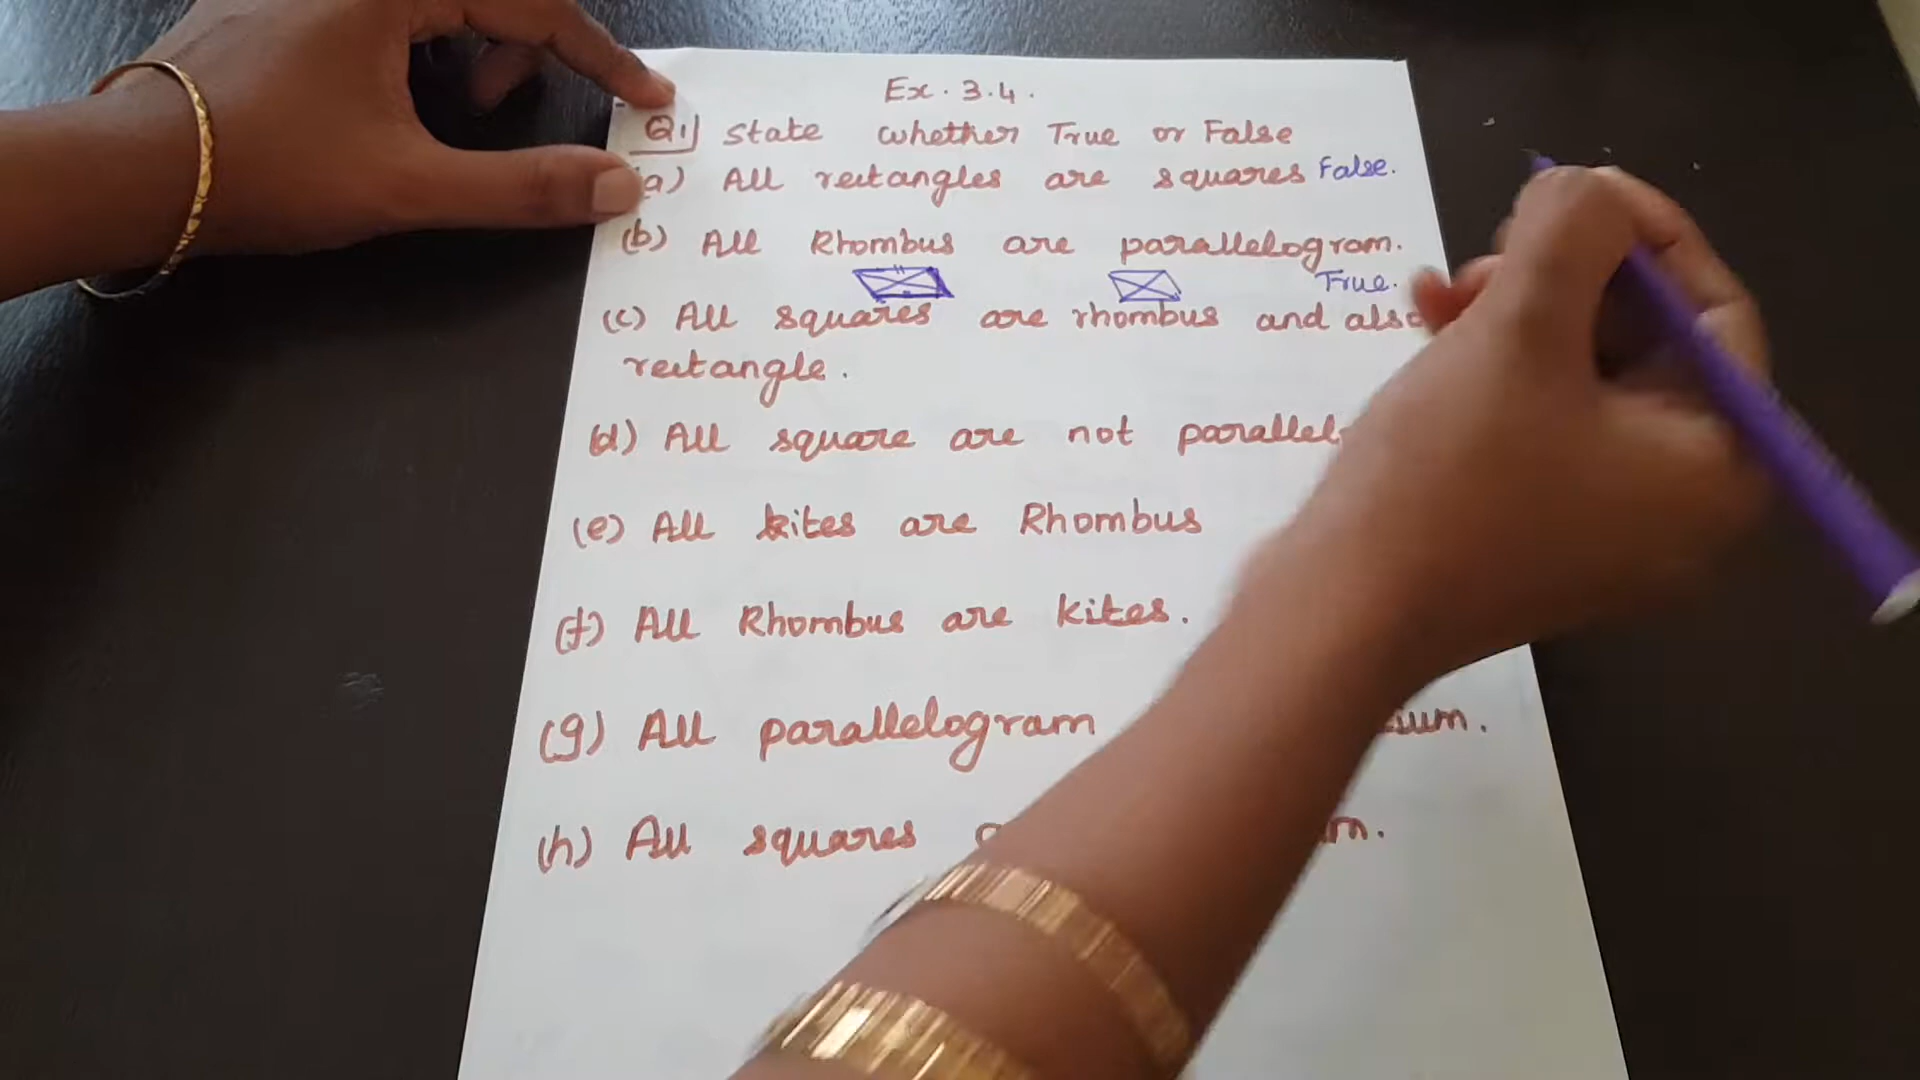 Ex. 3.4.
Q1] State whether True or False
(a) All rectangles are squares False.
(b) All Rhombus are parallelogram.
True.
(c) All squares are rhombus and also
rectangle.
(d) All square are not
(e) All kites are Rhombus
(f) All Rhombus are kites.
(g) All parallelogram
(h) All squares